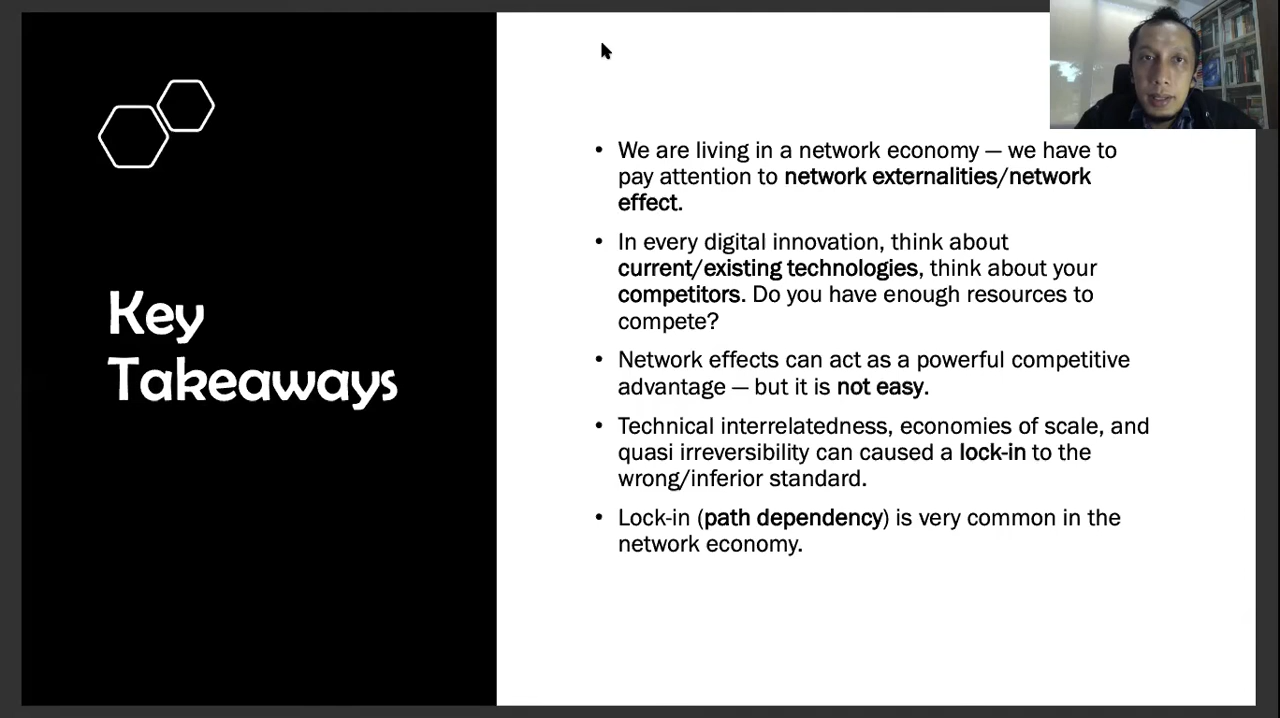 Key
Takeaways
• We are living in a network economy — we have to
pay attention to network externalities/network
effect.
• In every digital innovation, think about
current/existing technologies, think about your
competitors. Do you have enough resources to
compete?
• Network effects can act as a powerful competitive
advantage — but it is not easy.
• Technical interrelatedness, economies of scale, and
quasi irreversibility can caused a lock-in to the
wrong/inferior standard.
• Lock-in (path dependency) is very common in the
network economy.